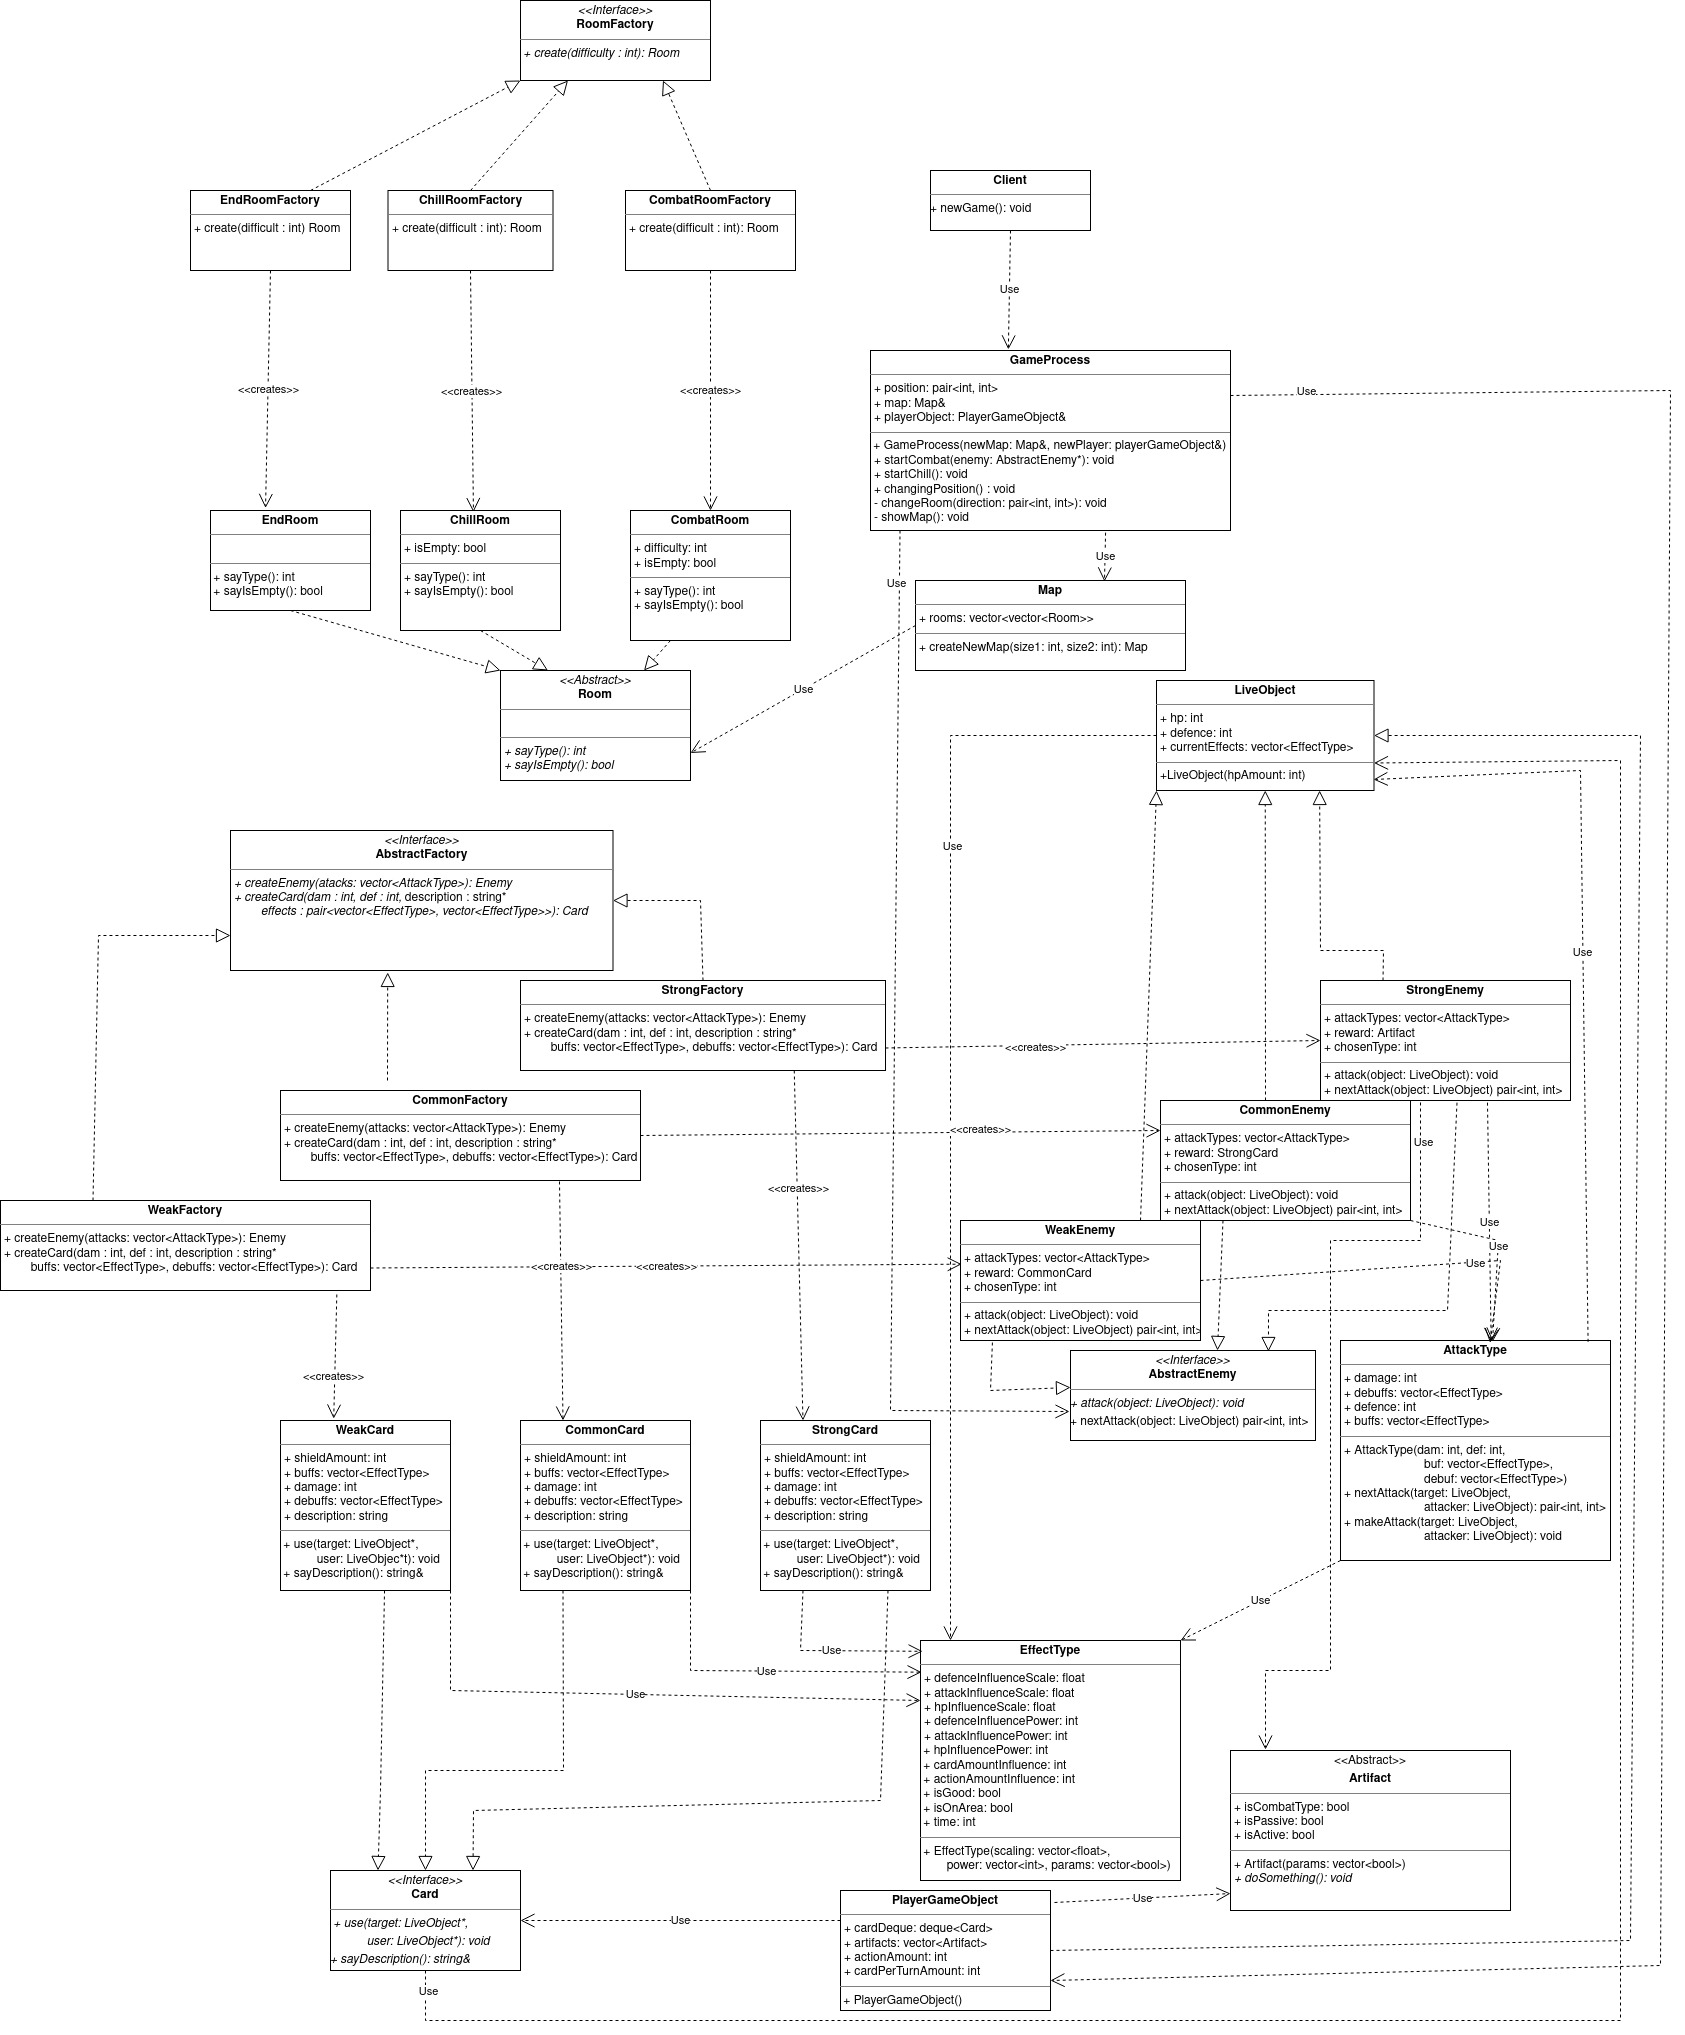 <<Interface>>
RoomFactory
+ create(difficulty : int): Room
EndRoomFactory
+ create(difficult : int) Room
ChillRoomFactory
+ create(difficult : int): Room
CombatRoomFactory
+ create(difficult : int): Room
Client
+ newGame(): void
Use
<<creates>>
<<creates>>
<<creates>>
GameProcess
+ position: pair<int, int>
+ map: Map&
+ playerObject: PlayerGameObject&
+ GameProcess(newMap: Map&, newPlayer: playerGameObject&)
+ startCombat(enemy: AbstractEnemy*): void
+ startChill(): void
+ changingPosition() : void
- changeRoom(direction: pair<int, int>): void
- showMap(): void
Use
EndRoom
+ sayType(): int
+ sayIsEmpty(): bool
ChillRoom
+ isEmpty: bool
+ sayType(): int
+ sayIsEmpty(): bool
CombatRoom
+ difficulty: int
+ isEmpty: bool
+ sayType(): int
+ sayIsEmpty(): bool
Use
Use
Map
+ rooms: vector<vector<Room>>
+ createNewMap(size1: int, size2: int): Map
Use
<<Abstract>>
Room
+ sayType(): int
+ sayIsEmpty(): bool
LiveObject
+ hp: int
+ defence: int
+ currentEffects: vector<EffectType>
+LiveObject(hpAmount: int)
Use
<<Interface>>
AbstractFactory
+ createEnemy(atacks: vector<AttackType>): Enemy
+ createCard(dam : int, def : int, description : string*
effects : pair<vector<EffectType>, vector<EffectType>>): Card
Use
StrongFactory
+ createEnemy(attacks: vector<AttackType>): Enemy
+ createCard(dam : int, def : int, description : string*
buffs: vector<EffectType>, debuffs: vector<EffectType>): Card
<<creates>>
StrongEnemy
+ attackTypes: vector<AttackType>
+ reward: Artifact
+ chosenType: int
+ attack(object: LiveObject): void
+ nextAttack(object: LiveObject) pair<int, int>
CommonFactory
+ createEnemy(attacks: vector<AttackType>): Enemy
+ createCard(dam : int, def : int, description : string*
buffs: vector<EffectType>, debuffs: vector<EffectType>): Card
<<creates>>
CommonEnemy
+ attackTypes: vector<AttackType>
+ reward: StrongCard
+ chosenType: int
+ attack(object: LiveObject): void
+ nextAttack(object: LiveObject) pair<int, int>
Use
<<creates>>
WeakFactory
+ createEnemy(attacks: vector<AttackType>): Enemy
+ createCard(dam : int, def : int, description : string*
buffs: vector<EffectType>, debuffs: vector<EffectType>): Card
<<creates>>
<<creates>>
WeakEnemy
+ attackTypes: vector<AttackType>
+ reward: CommonCard
+ chosenType: int
+ attack(object: LiveObject): void
+ nextAttack(object: LiveObject) pair<int, int>
Use
Use
Use
<<creates>>
<<Interface>>
AbstractEnemy
+ attack(object: LiveObject): void
+ nextAttack(object: LiveObject) pair<int, int>
AttackType
+ damage: int
+ debuffs: vector<EffectType>
+ defence: int
+ buffs: vector<EffectType>
+ AttackType(dam: int, def: int,
buf: vector<EffectType>,
debuf: vector<EffectType>)
+ nextAttack(target: LiveObject,
attacker: LiveObject): pair<int, int>
+ makeAttack(target: LiveObject,
attacker: LiveObject): void
WeakCard
+ shieldAmount: int
+ buffs: vector<EffectType>
+ damage: int
+ debuffs: vector<EffectType>
+ description: string
+ use(target: LiveObject*,
user: LiveObjec*t): void
+ sayDescription(): string&
CommonCard
+ shieldAmount: int
+ buffs: vector<EffectType>
+ damage: int
+ debuffs: vector<EffectType>
+ description: string
+ use(target: LiveObject*,
user: LiveObject*): void
+ sayDescription(): string&
StrongCard
+ shieldAmount: int
+ buffs: vector<EffectType>
+ damage: int
+ debuffs: vector<EffectType>
+ description: string
+ use(target: LiveObject*,
user: LiveObject*): void
+ sayDescription(): string&
Use
Use
Use
Use
EffectType
+ defenceInfluenceScale: float
+ attackInfluenceScale: float
+ hpInfluenceScale: float
+ defenceInfluencePower: int
+ attackInfluencePower: int
+ hpInfluencePower: int
+ cardAmountInfluence: int
+ actionAmountInfluence: int
+ isGood: bool
+ isOnArea: bool
+ time: int
+ EffectType(scaling: vector<float>,
power: vector<int>, params: vector<bool>)
<<Abstract>>
Artifact
+ isCombatType: bool
+ isPassive: bool
+ isActive: bool
+ Artifact(params: vector<bool>)
+ doSomething(): void
<<Interface>>
Card
+ use(target: LiveObject*,
user: LiveObject*): void
+ sayDescription(): string&
Use
PlayerGameObject
+ cardDeque: deque<Card>
+ artifacts: vector<Artifact>
+ actionAmount: int
+ cardPerTurnAmount: int
+ PlayerGameObject()
Use
Use